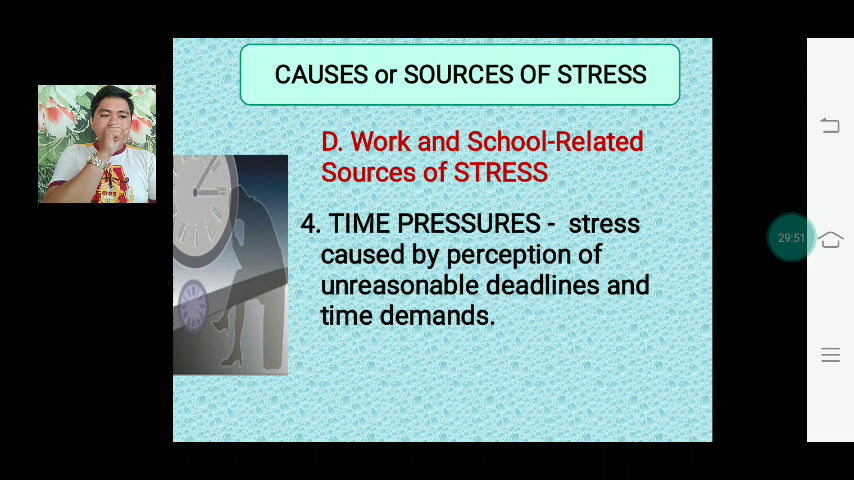 CAUSES or SOURCES OF STRESS
D. Work and School-Related
Sources of STRESS
4. TIME PRESSURES - stress
caused by perception of
unreasonable deadlines and
time demands.
29:51